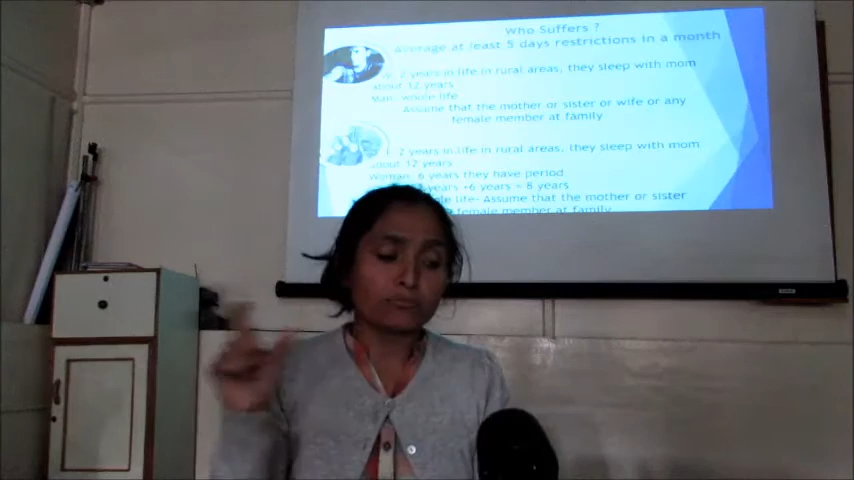 Who Suffers ?
Average at least 5 days restrictions in a month
2 years in life in rural areas, they sleep with mom
about 12 years
Man: whole life
Assume that the mother or sister or wife or any
female member at family
2 years in life in rural areas, they sleep with mom
about 12 years
Woman: 6 years they have period
years +6 years = 8 years
life- Assume that the mother or sister
female member at family